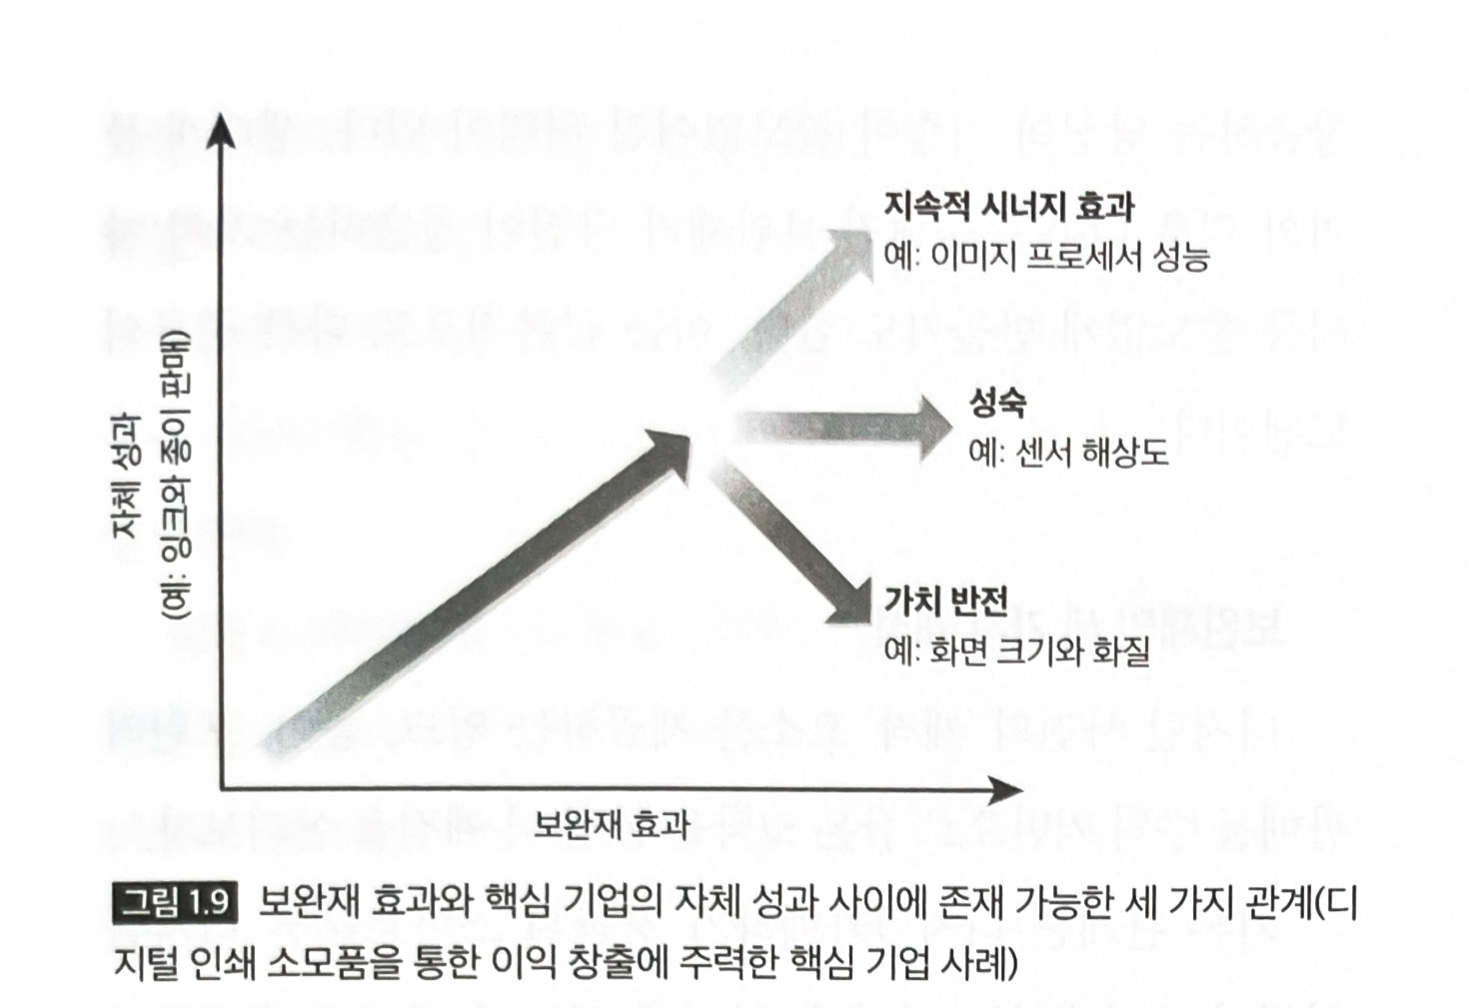 지속적 시너지 효과
예: 이미지 프로세서 성능
성숙
예: 센서 해상도
가치 반전
예: 화면 크기와 화질
자체 성과
(예: 잉크와 종이 판매)
보완재 효과
그림 1.9 보완재 효과와 핵심 기업의 자체 성과 사이에 존재 가능한 세 가지 관계(디
지털 인쇄 소모품을 통한 이익 창출에 주력한 핵심 기업 사례)